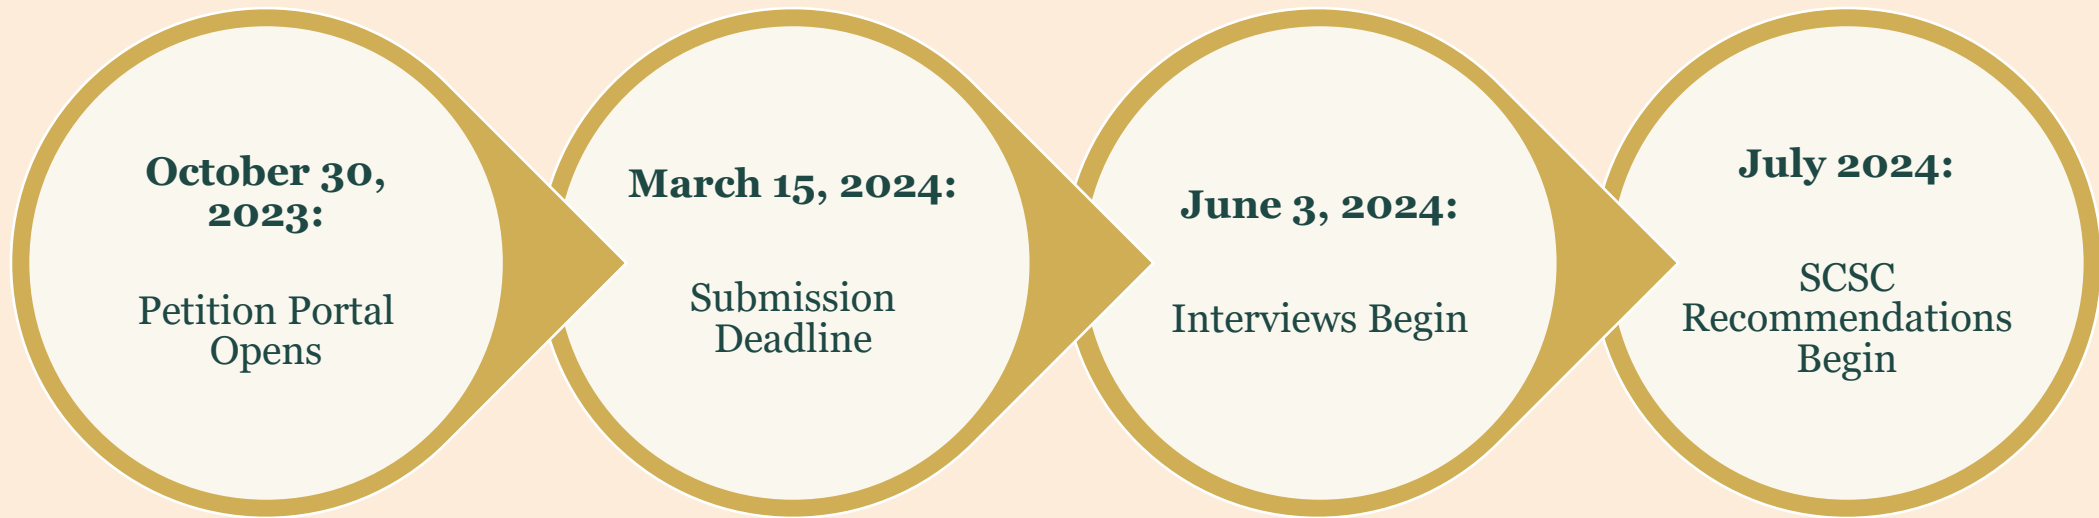 October 30,
2023:
Petition Portal
Opens
March 15, 2024:
Submission
Deadline
June 3, 2024:
Interviews Begin
July 2024:
SCSC
Recommendations
Begin